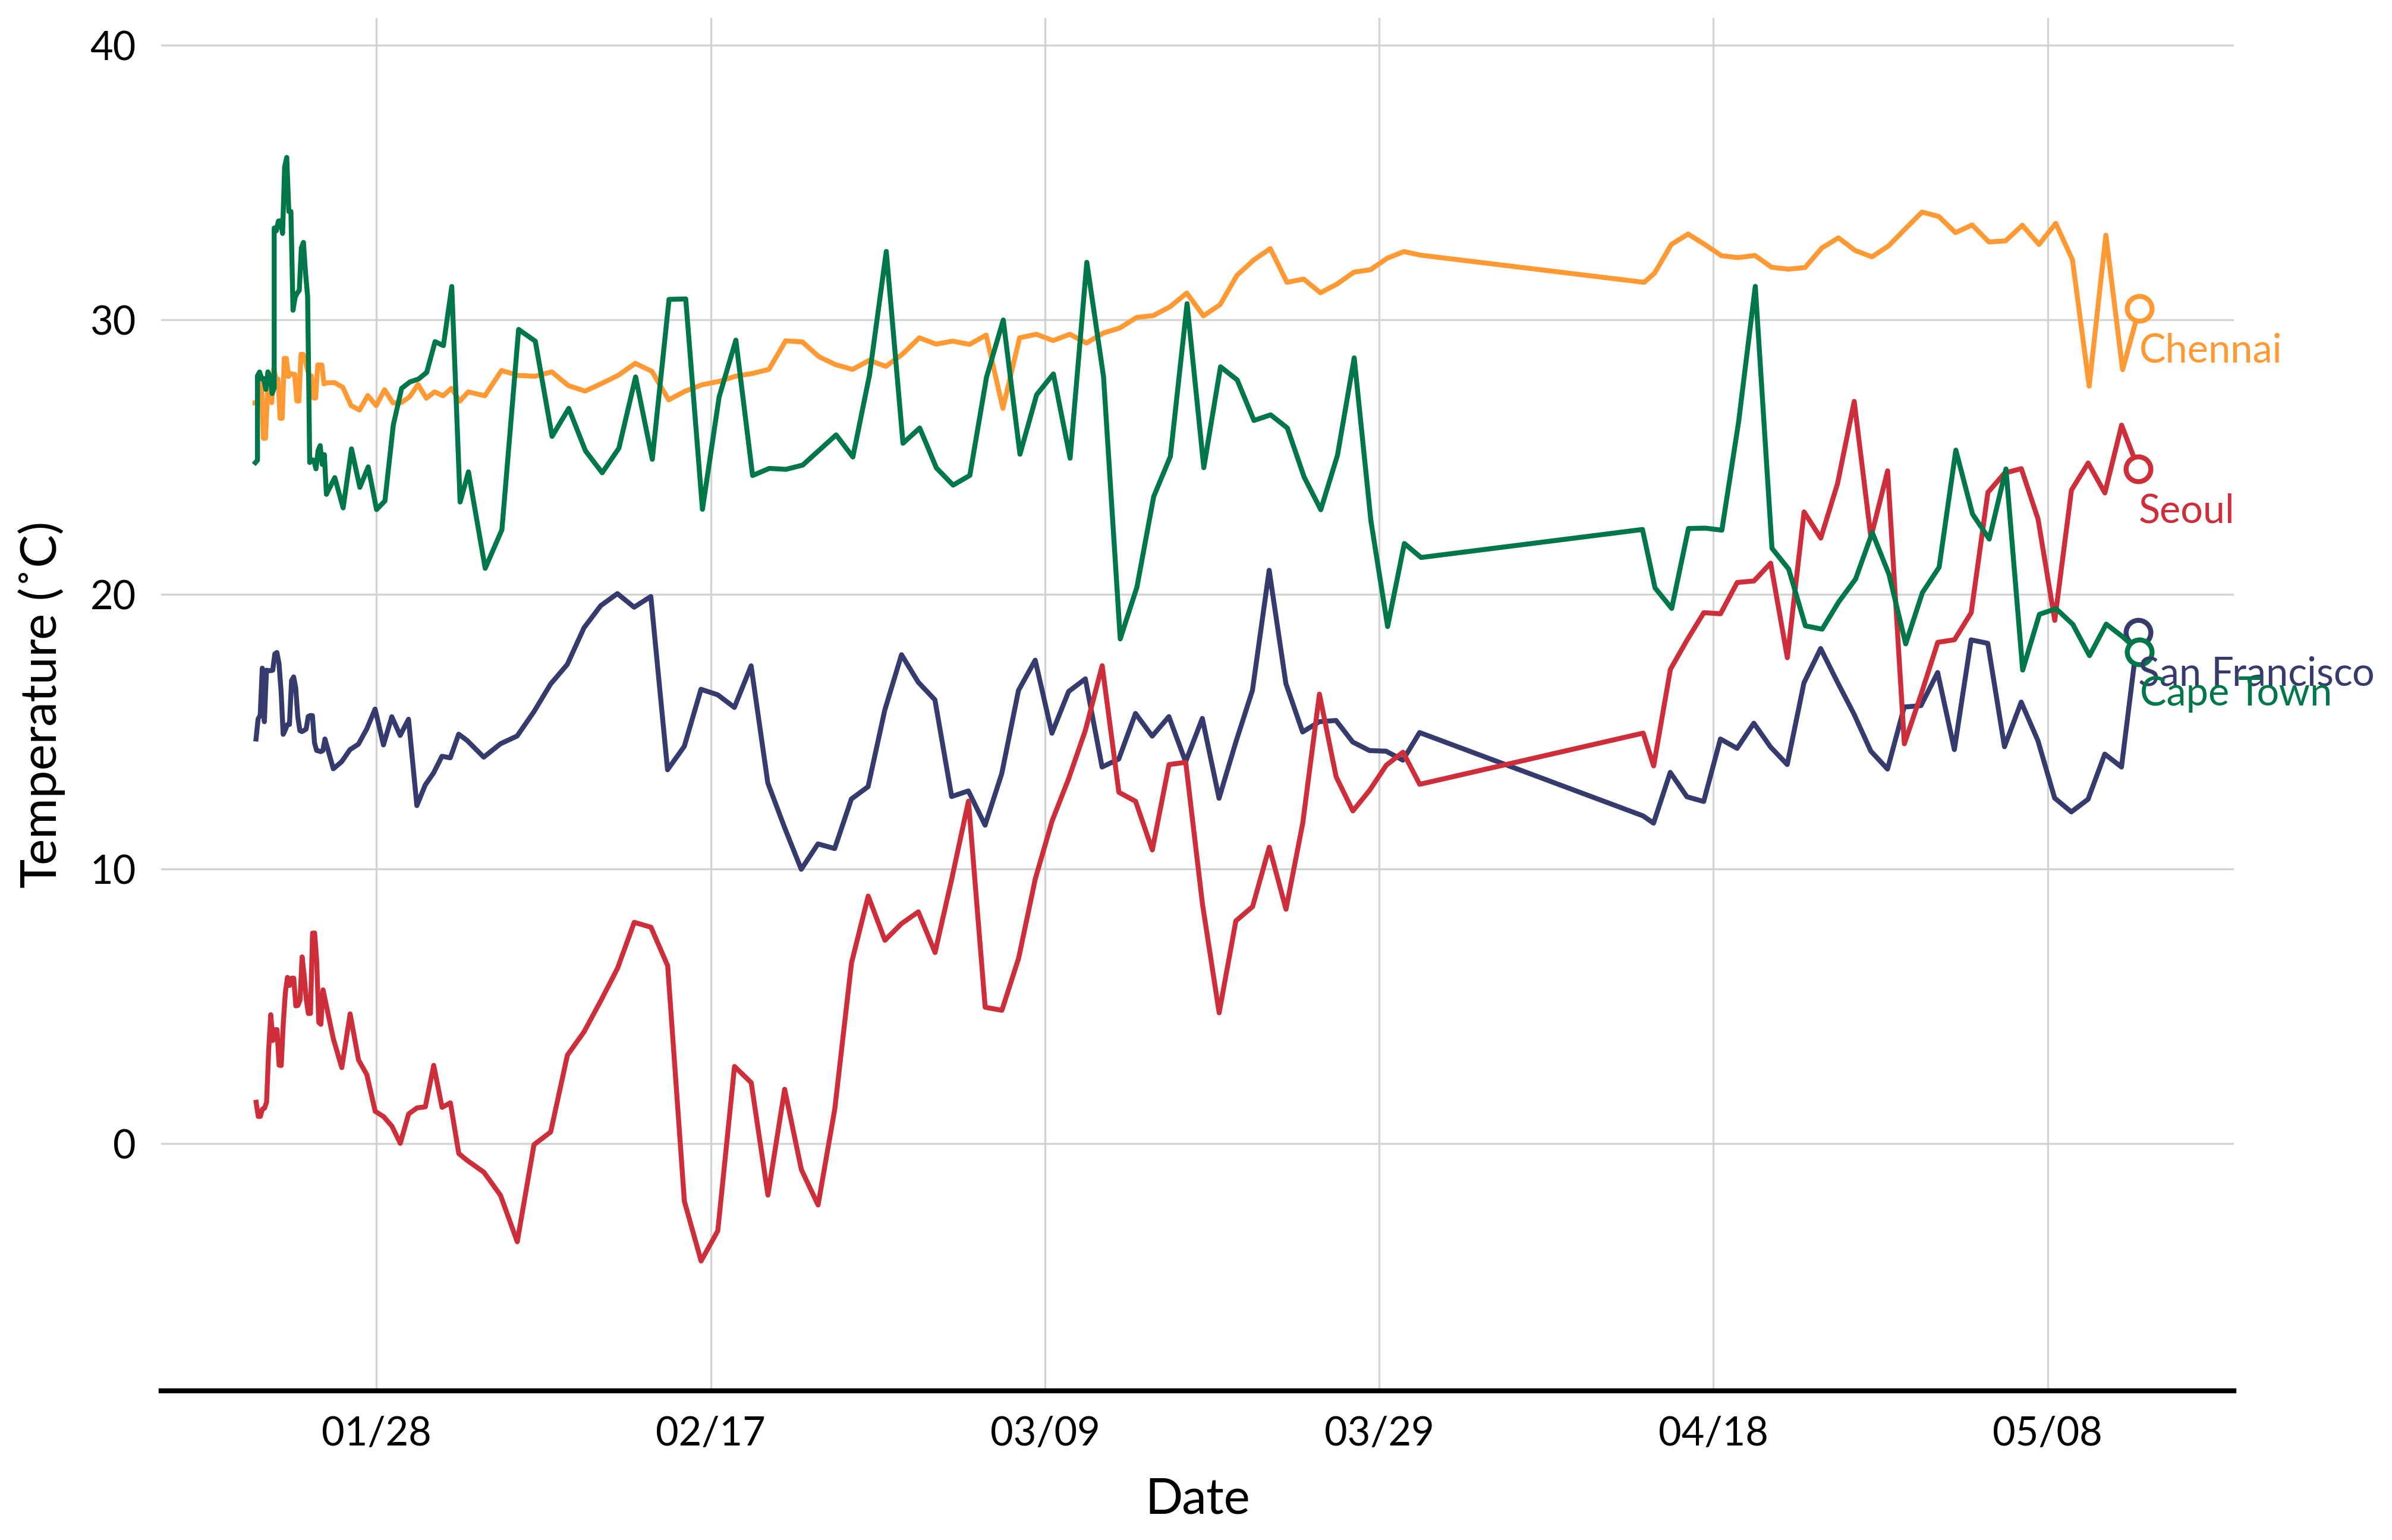 40
30
20
10
0
Temperature (°C)
Chennai
Seoul
San Francisco
Cape Town
01/28 02/17 03/09 03/29 04/18 05/08
Date